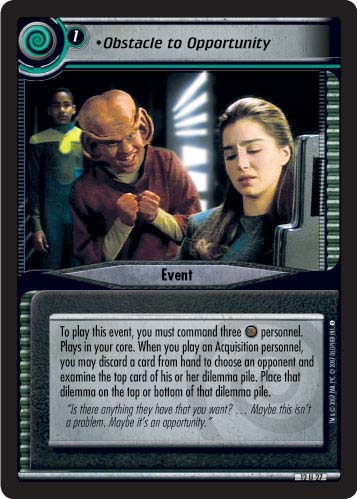 1
•Obstacle to Opportunity
Event
To play this event, you must command three personnel.
Plays in your core. When you play an Acquisition personnel,
you may discard a card from hand to choose an opponent and
examine the top card of his or her dilemma pile. Place that
dilemma on the top or bottom of that dilemma pile.
"Is there anything they have that you want? … Maybe this isn't
a problem. Maybe it's an opportunity."
12 U 27